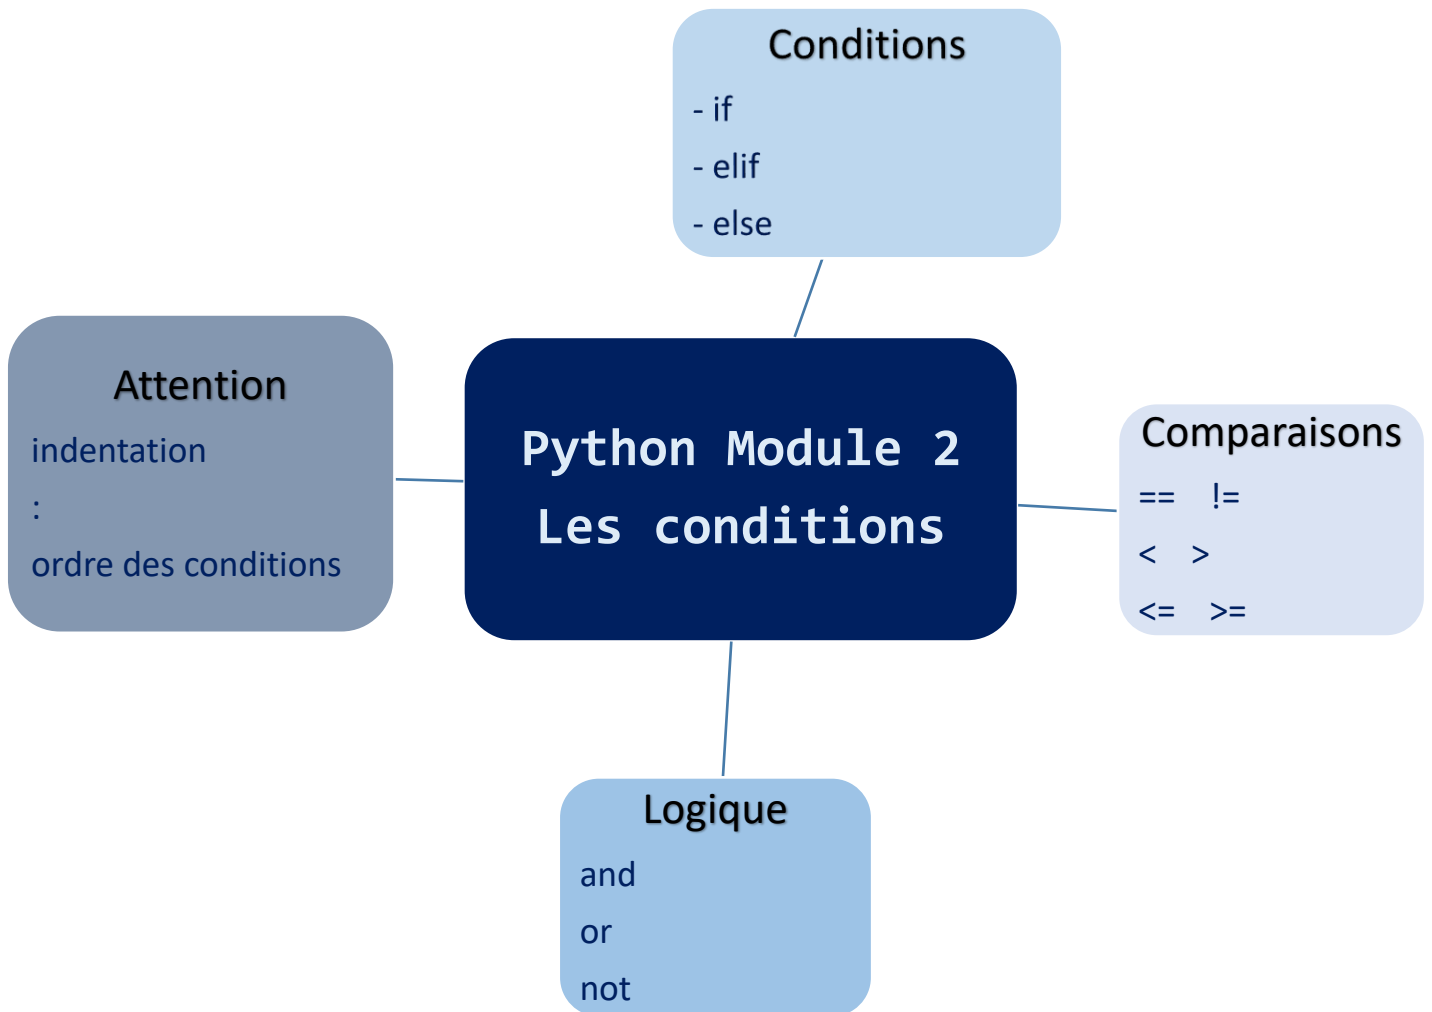 Conditions
- if
- elif
- else
Attention
indentation
:
ordre des conditions
Python Module 2
Les conditions
Comparaisons
== !=
< >
<= >=
Logique
and
or
not